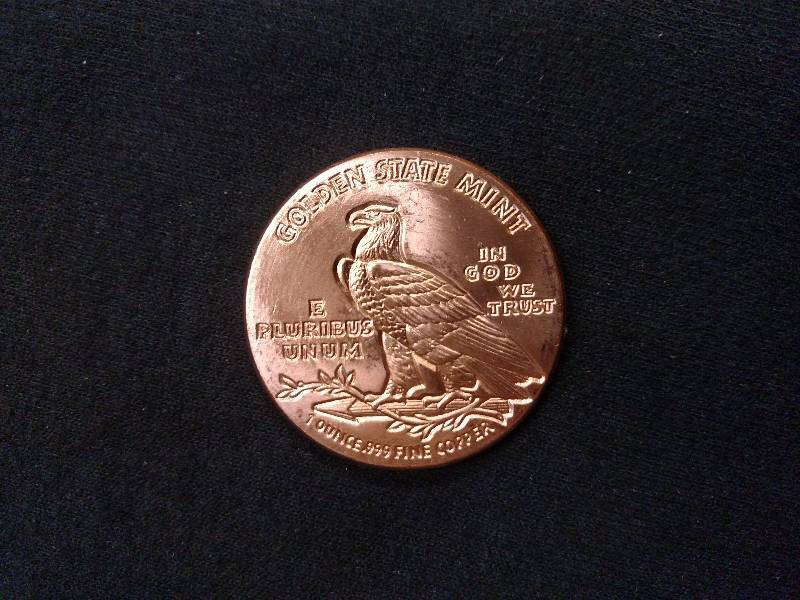 GOLDEN STATE MINT
IN
GOD
WE
TRUST
E
PLURIBUS
UNUM
1 OUNCE .999 FINE COPPER